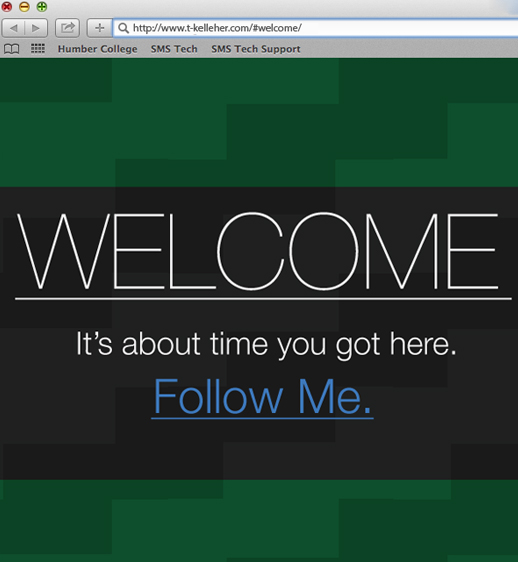 http://www.t-kelleher.com/#welcome/
Humber College SMS Tech SMS Tech Support
WELCOME
It's about time you got here.
Follow Me.